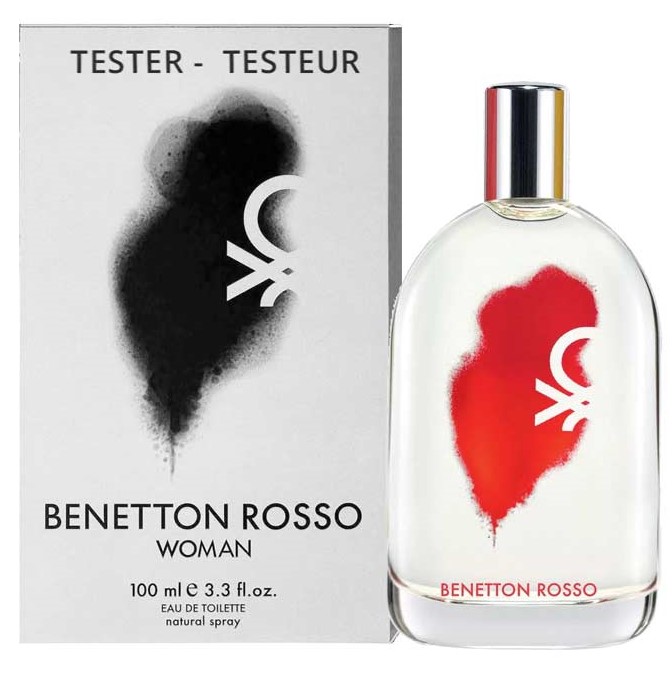 TESTER - TESTEUR
BENETTON ROSSO
WOMAN
100 ml e 3.3 fl.oz.
EAU DE TOILETTE
natural spray
BENETTON ROSSO